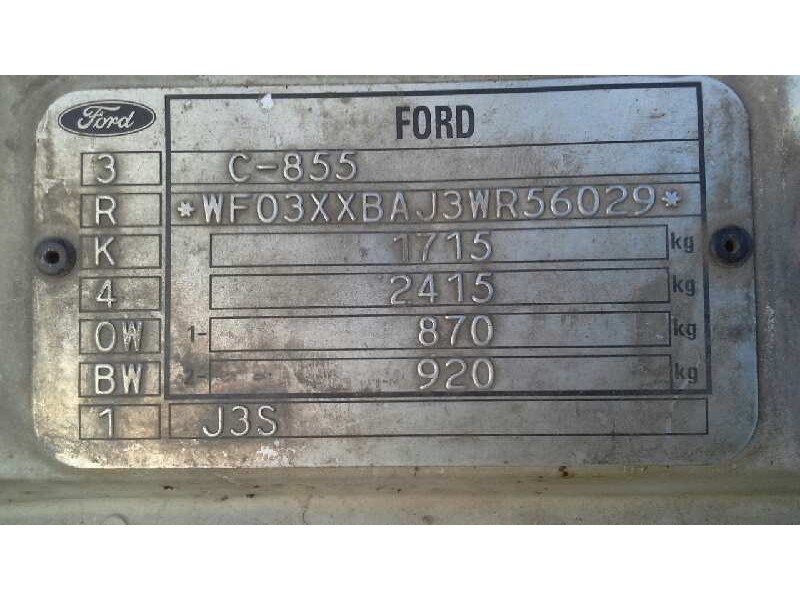 Ford FORD
3 C-855
R *WF03XXBAJ3WR56029*
K 1715 kg
4 2415 kg
0W 1- 870 kg
BW 2- 920 kg
1 J3S